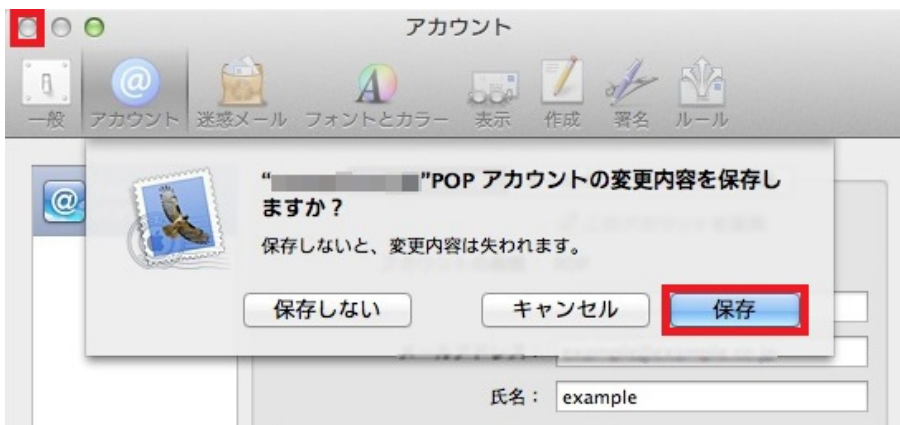 アカウント
一般 アカウント 迷惑メール フォントとカラー 表示 作成 署名 ルール
“ ”POP アカウントの変更内容を保存し
ますか？
保存しないと、変更内容は失われます。
保存しない キャンセル 保存
氏名： example